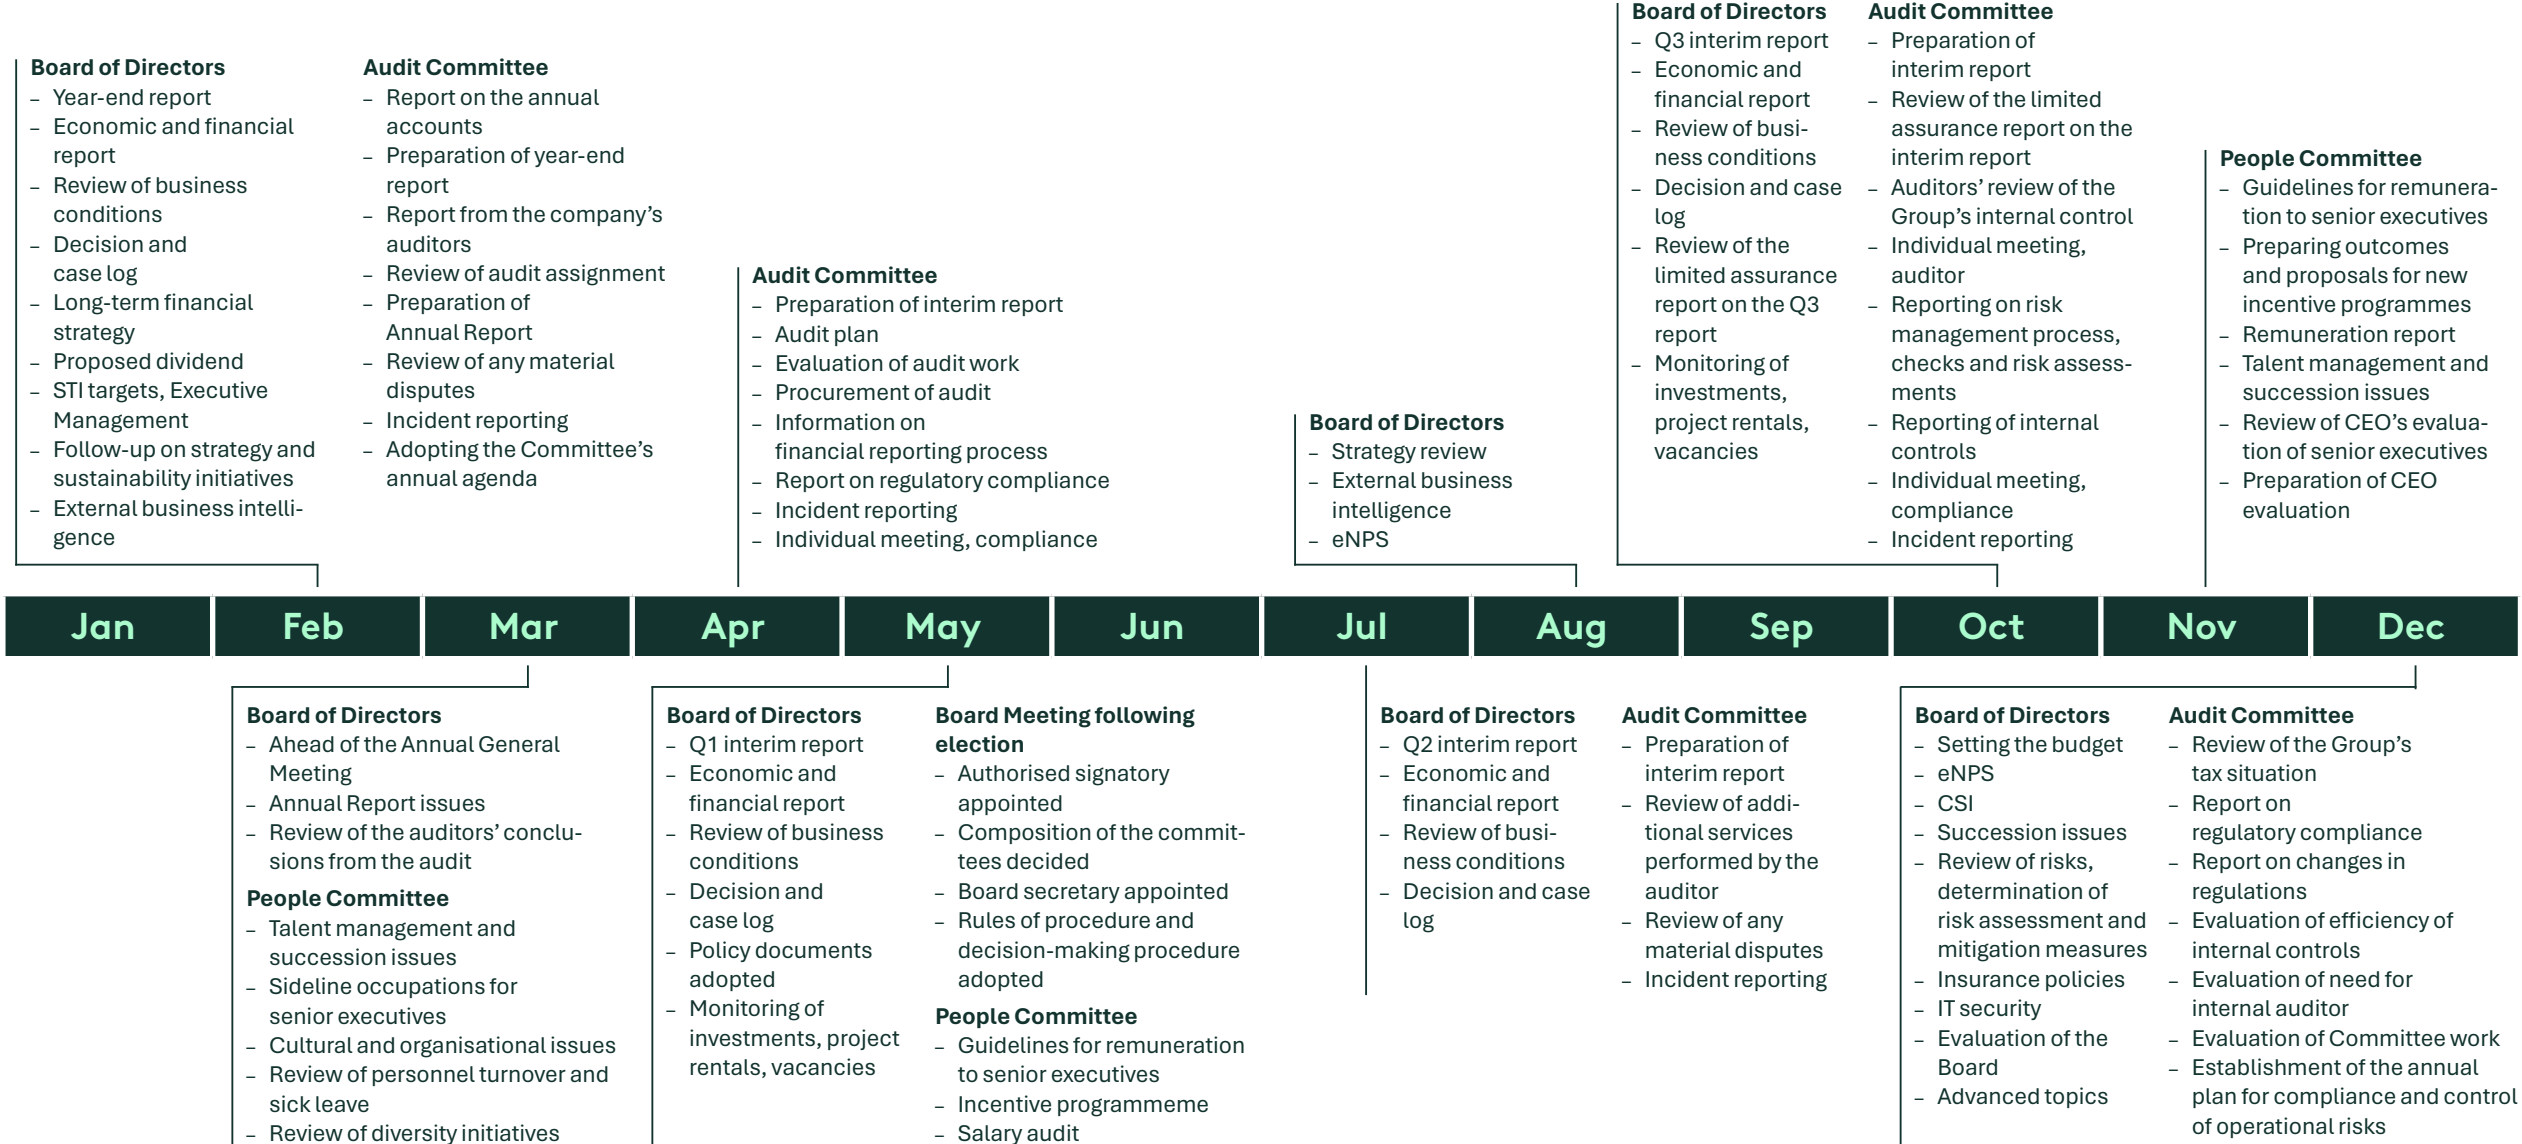 Board of Directors
– Year-end report
– Economic and financial
report
– Review of business
conditions
– Decision and
case log
– Long-term financial
strategy
– Proposed dividend
– STI targets, Executive
Management
– Follow-up on strategy and
sustainability initiatives
– External business intelli-
gence
Audit Committee
– Report on the annual
accounts
– Preparation of year-end
report
– Report from the company’s
auditors
– Review of audit assignment
– Preparation of
Annual Report
– Review of any material
disputes
– Incident reporting
– Adopting the Committee’s
annual agenda
Audit Committee
– Preparation of interim report
– Audit plan
– Evaluation of audit work
– Procurement of audit
– Information on
financial reporting process
– Report on regulatory compliance
– Incident reporting
– Individual meeting, compliance
Board of Directors
– Strategy review
– External business
intelligence
– eNPS
Board of Directors
– Q3 interim report
– Economic and
financial report
– Review of busi-
ness conditions
– Decision and case
log
– Review of the
limited assurance
report on the Q3
report
– Monitoring of
investments,
project rentals,
vacancies
Audit Committee
– Preparation of
interim report
– Review of the limited
assurance report on the
interim report
– Auditors’ review of the
Group’s internal control
– Individual meeting,
auditor
– Reporting on risk
management process,
checks and risk assess-
ments
– Reporting of internal
controls
– Individual meeting,
compliance
– Incident reporting
People Committee
– Guidelines for remunera-
tion to senior executives
– Preparing outcomes
and proposals for new
incentive programmes
– Remuneration report
– Talent management and
succession issues
– Review of CEO’s evalua-
tion of senior executives
– Preparation of CEO
evaluation
Jan Feb Mar Apr May Jun Jul Aug Sep Oct Nov Dec
Board of Directors
– Ahead of the Annual General
Meeting
– Annual Report issues
– Review of the auditors’ conclu-
sions from the audit
People Committee
– Talent management and
succession issues
– Sideline occupations for
senior executives
– Cultural and organisational issues
– Review of personnel turnover and
sick leave
– Review of diversity initiatives
Board of Directors
– Q1 interim report
– Economic and
financial report
– Review of business
conditions
– Decision and
case log
– Policy documents
adopted
– Monitoring of
investments, project
rentals, vacancies
Board Meeting following
election
– Authorised signatory
appointed
– Composition of the commit-
tees decided
– Board secretary appointed
– Rules of procedure and
decision-making procedure
adopted
People Committee
– Guidelines for remuneration
to senior executives
– Incentive programmeme
– Salary audit
Board of Directors
– Q2 interim report
– Economic and
financial report
– Review of busi-
ness conditions
– Decision and case
log
Audit Committee
– Preparation of
interim report
– Review of addi-
tional services
performed by the
auditor
– Review of any
material disputes
– Incident reporting
Board of Directors
– Setting the budget
– eNPS
– CSI
– Succession issues
– Review of risks,
determination of
risk assessment and
mitigation measures
– Insurance policies
– IT security
– Evaluation of the
Board
– Advanced topics
Audit Committee
– Review of the Group’s
tax situation
– Report on
regulatory compliance
– Report on changes in
regulations
– Evaluation of efficiency of
internal controls
– Evaluation of need for
internal auditor
– Evaluation of Committee work
– Establishment of the annual
plan for compliance and control
of operational risks